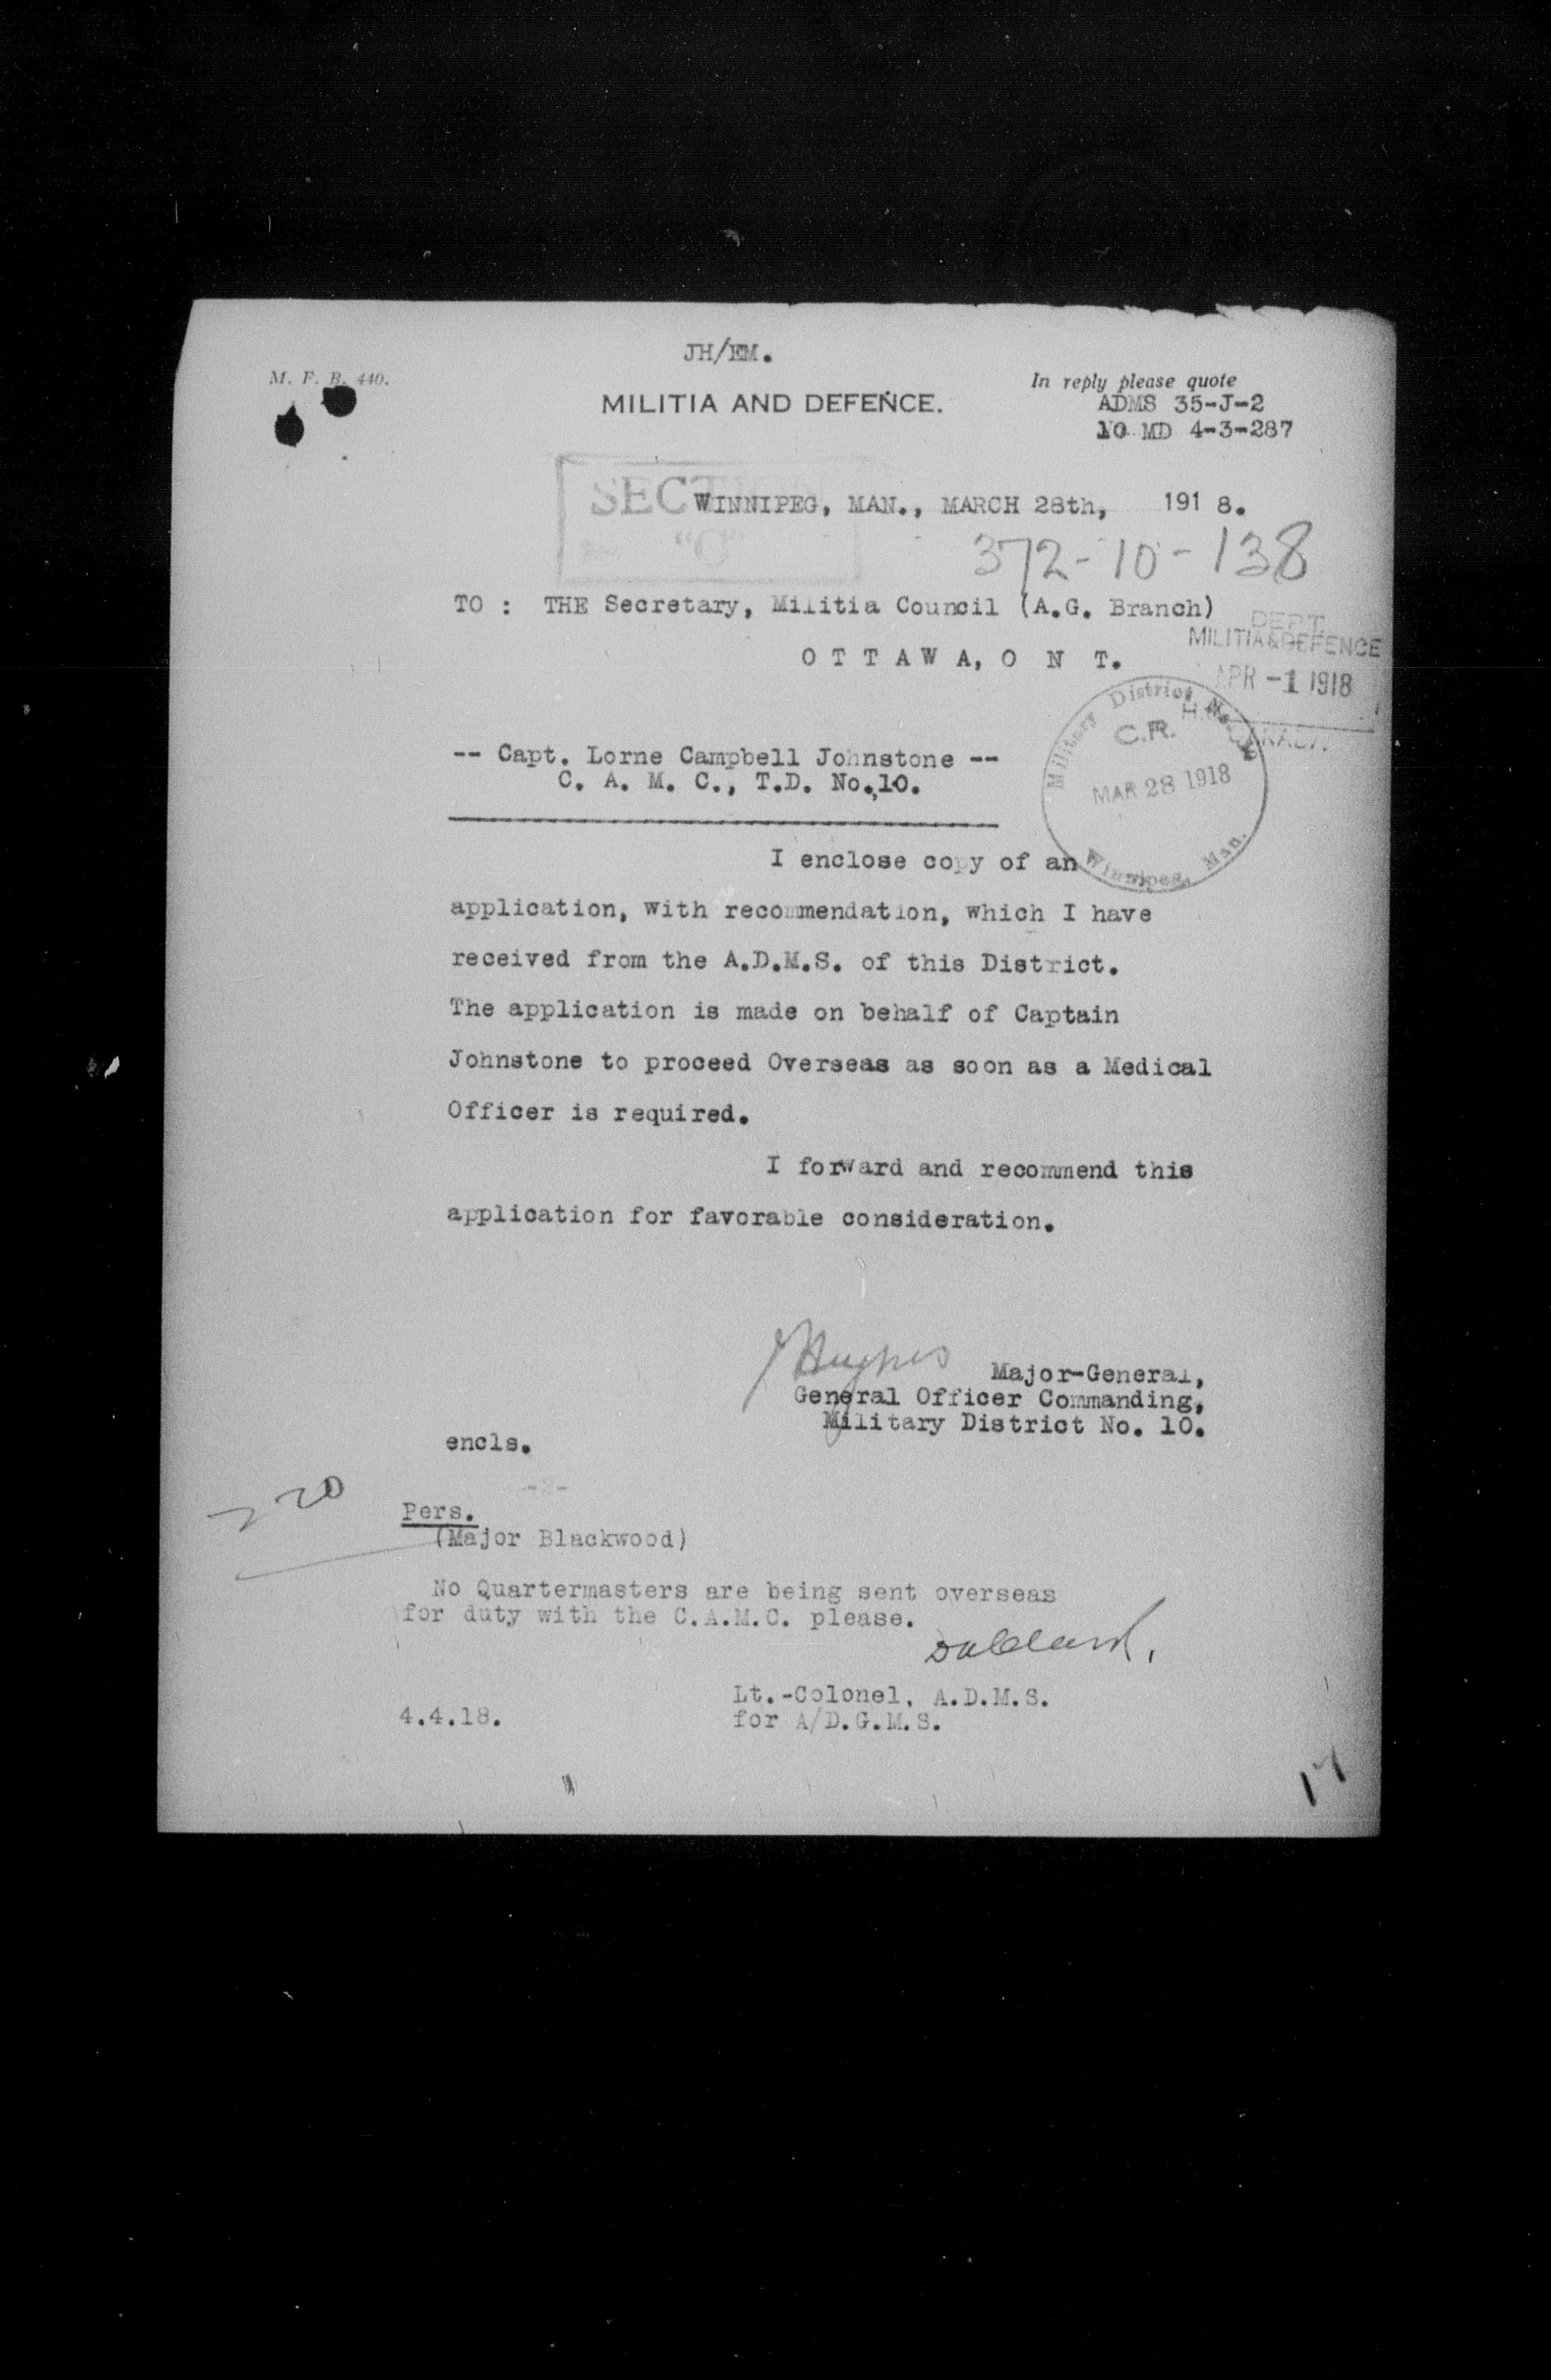 JH/EM.
M. F. B. 440.
In reply please quote
MILITIA AND DEFENCE.
ADMS 35-J-2
10 MD 4-3-287
SECTION
"C"
WINNIPEG, MAN., MARCH 28th, 191 8.
372-10-138
TO : THE Secretary, Militia Council (A.G. Branch)
O T T A W A, O N T.
DEPT.
MILITIA & DEFENCE
APR -1 1918
Military District No. 10
C.R.
MAR 28 1918
Winnipeg, Man.
-- Capt. Lorne Campbell Johnstone --
C. A. M. C., T.D. No. 10.
I enclose copy of an
application, with recommendation, which I have
received from the A.D.M.S. of this District.
The application is made on behalf of Captain
Johnstone to proceed Overseas as soon as a Medical
Officer is required.
I forward and recommend this
application for favorable consideration.
Hughes
Major-General,
General Officer Commanding,
Military District No. 10.
encls.
-2-
Pers.
(Major Blackwood)
No Quartermasters are being sent overseas
for duty with the C.A.M.C. please.
Lt.-Colonel, A.D.M.S.
4.4.18.
for A/D.G.M.S.